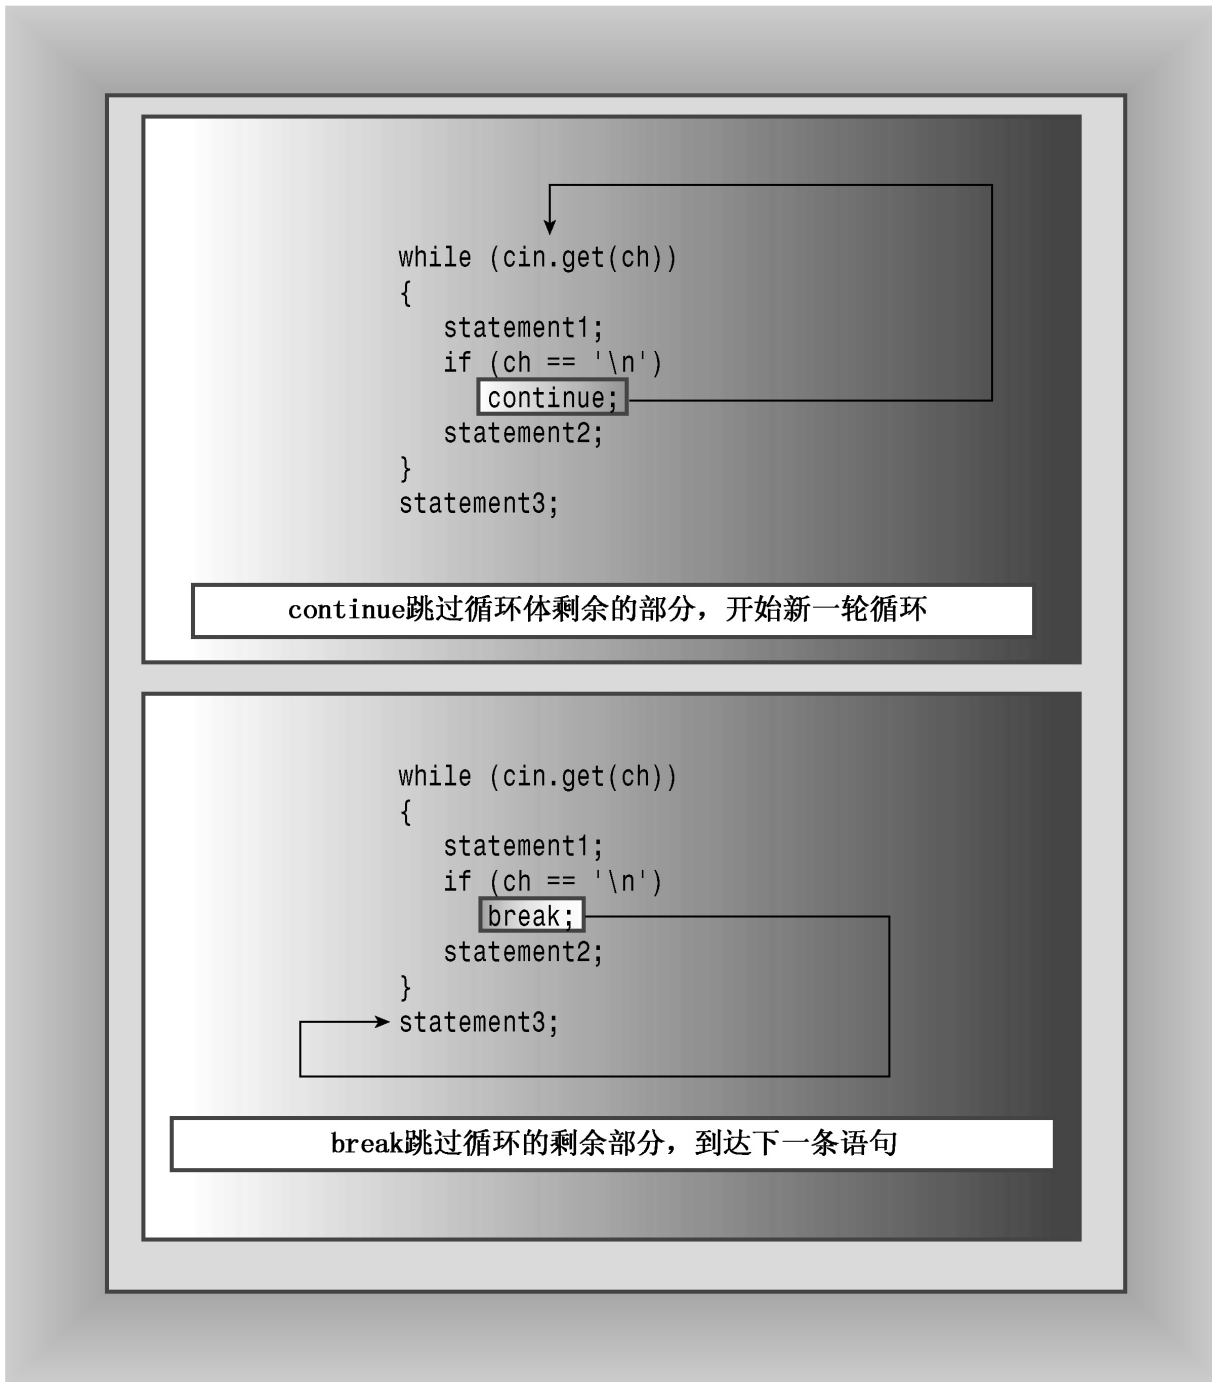 while (cin.get(ch))
{
statement1;
if (ch == '\n')
continue;
statement2;
}
statement3;
continue跳过循环体剩余的部分，开始新一轮循环
while (cin.get(ch))
{
statement1;
if (ch == '\n')
break;
statement2;
}
statement3;
break跳过循环的剩余部分，到达下一条语句